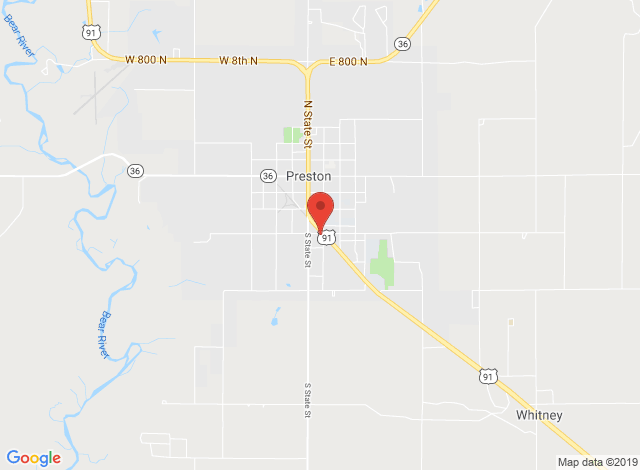 Bear River
91
W 800 N
W 8th N
E 800 N
36
N State St
36
36
Preston
91
S State St
Bear River
91
S State St
Whitney
Google
Map data ©2019